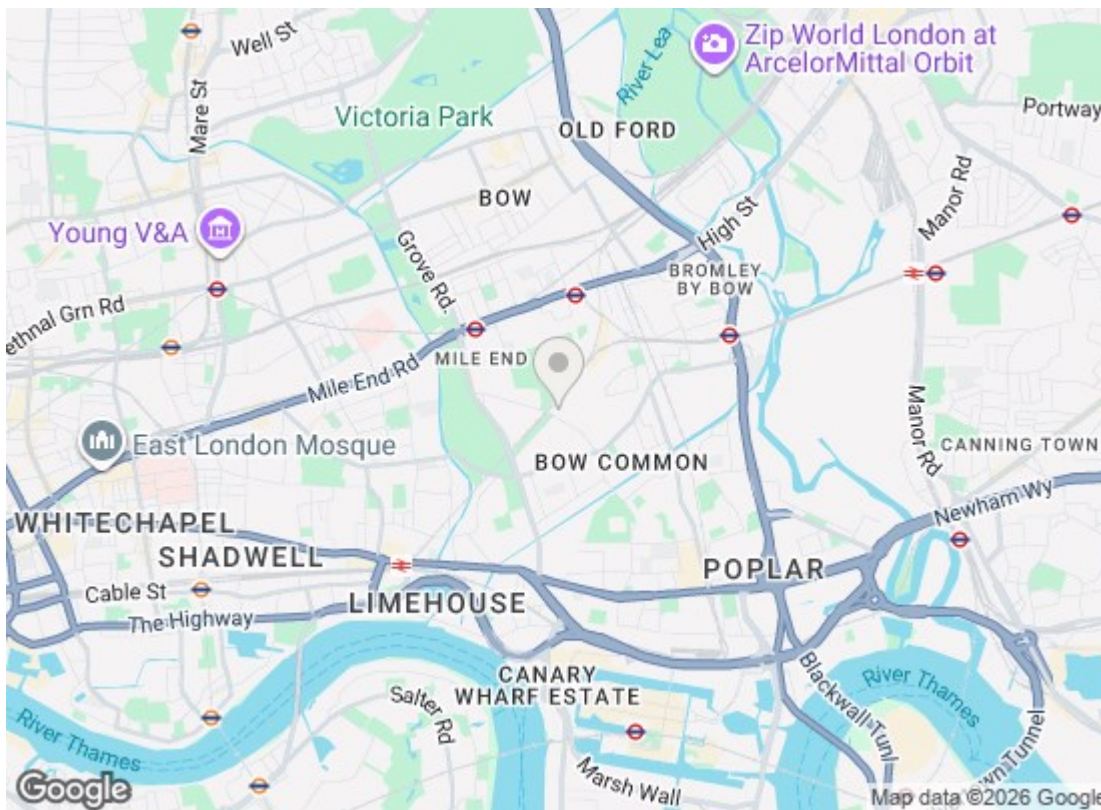 Well St
Mare St
Victoria Park
River Lea
Zip World London at
ArcelorMittal Orbit
Portway
OLD FORD
BOW
Manor Rd
Young V&A
Grove Rd.
High St
BROMLEY
BY BOW
ethnal Grn Rd
MILE END
Mile End Rd
East London Mosque
BOW COMMON
Manor Rd
CANNING TOWN
Newham Wy
WHITECHAPEL
SHADWELL
POPLAR
Cable St
LIMEHOUSE
The Highway
CANARY
WHARF ESTATE
Salter Rd
Blackwall Tunl
River Thames
River Thames
Marsh Wall
wn Tunnel
Google
Map data ©2026 Google